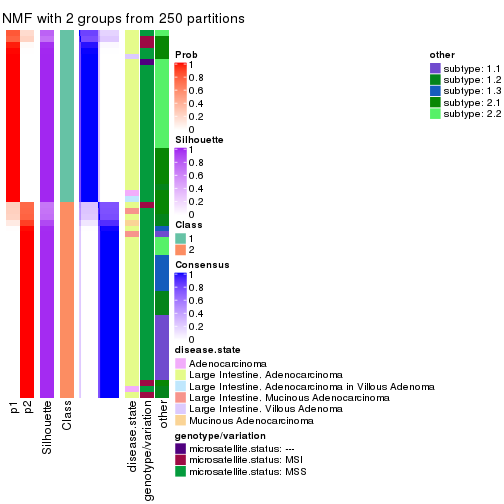 NMF with 2 groups from 250 partitions
Prob
1
0.8
0.6
0.4
0.2
0
Silhouette
1
0.8
0.6
0.4
0.2
0
Class
1
2
Consensus
1
0.8
0.6
0.4
0.2
0
disease.state
Adenocarcinoma
Large Intestine, Adenocarcinoma
Large Intestine, Adenocarcinoma in Villous Adenoma
Large Intestine, Mucinous Adenocarcinoma
Large Intestine, Villous Adenoma
Mucinous Adenocarcinoma
genotype/variation
microsatellite.status: ---
microsatellite.status: MSI
microsatellite.status: MSS
other
subtype: 1.1
subtype: 1.2
subtype: 1.3
subtype: 2.1
subtype: 2.2
p1
p2
Silhouette
Class
disease.state
genotype/variation
other